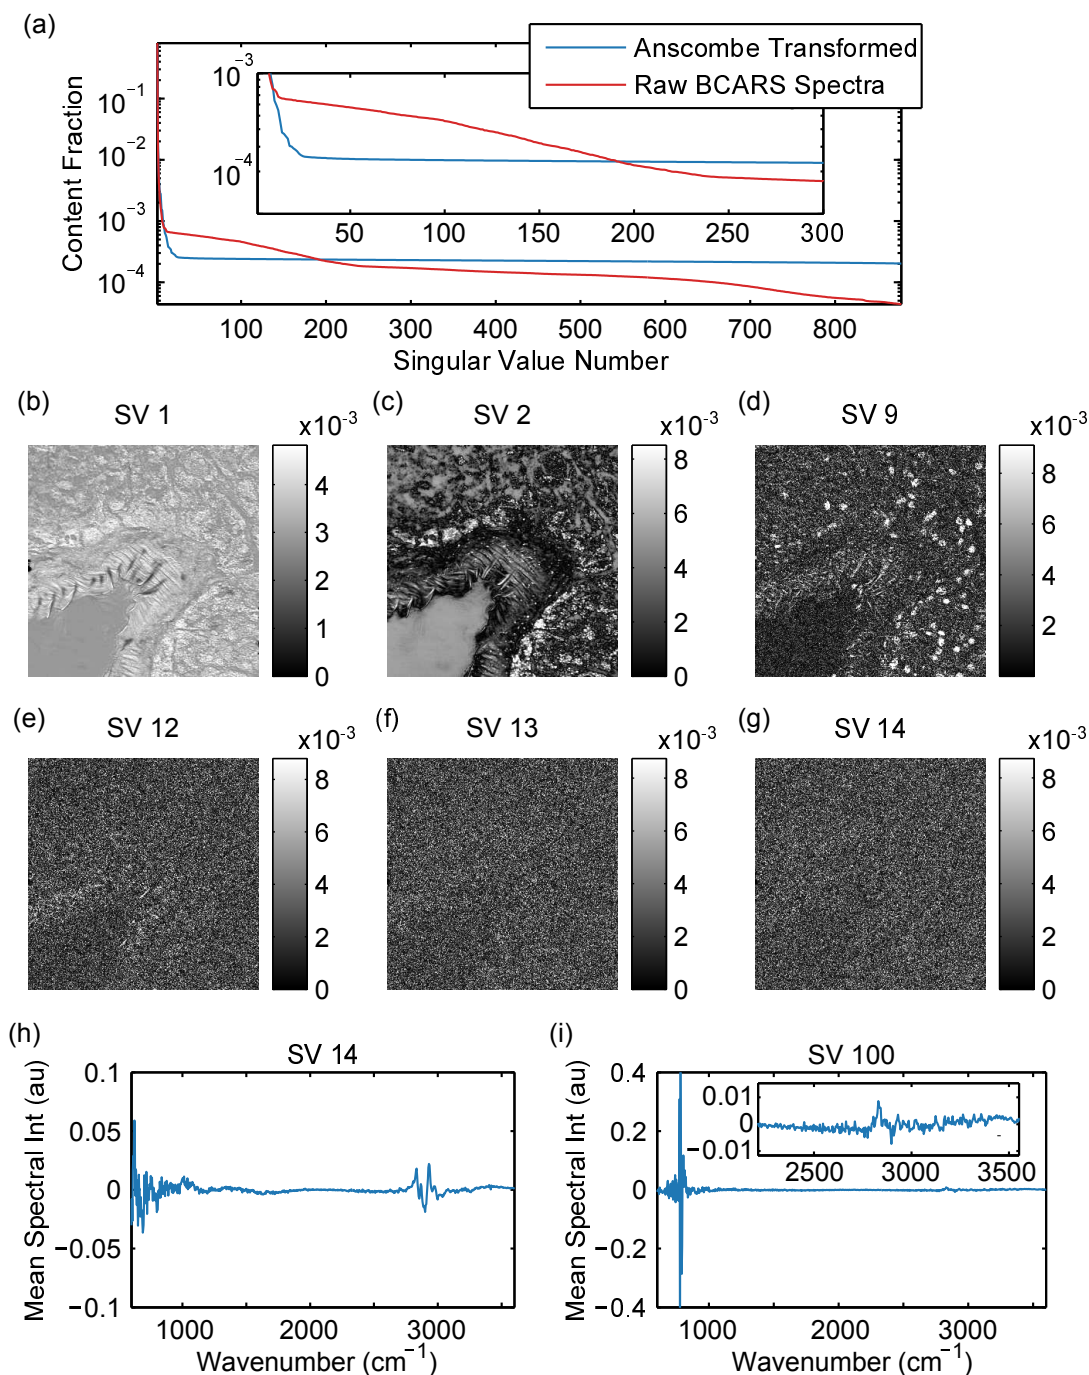 (a)
Anscombe Transformed
Raw BCARS Spectra
Content Fraction
10⁻¹
10⁻²
10⁻³
10⁻⁴
10⁻³
10⁻⁴
50 100 150 200 250 300
100 200 300 400 500 600 700 800
Singular Value Number
(b) SV 1 x10⁻³
4
3
2
1
0
(c) SV 2 x10⁻³
8
6
4
2
0
(d) SV 9 x10⁻³
8
6
4
2
(e) SV 12 x10⁻³
8
6
4
2
0
(f) SV 13 x10⁻³
8
6
4
2
0
(g) SV 14 x10⁻³
8
6
4
2
0
(h) SV 14
Mean Spectral Int (au)
0.1
0.05
0
−0.05
−0.1
1000 2000 3000
Wavenumber (cm⁻¹)
(i) SV 100
Mean Spectral Int (au)
0.4
0.2
0
−0.2
−0.4
0.01
0
−0.01
2500 3000 3500
1000 2000 3000
Wavenumber (cm⁻¹)